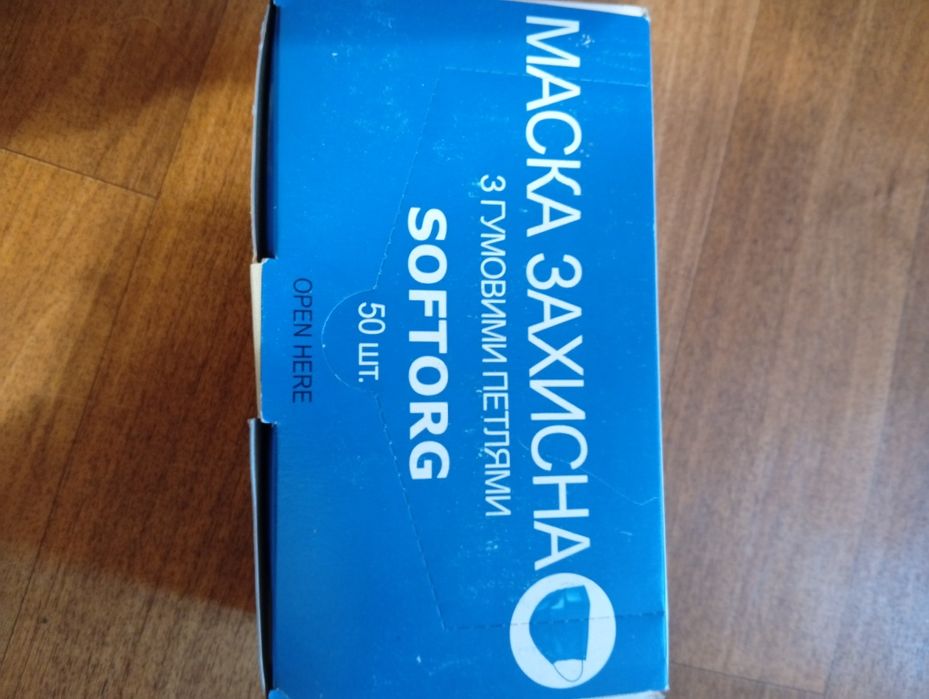 МАСКА ЗАХИСНА
З ГУМОВИМИ ПЕТЛЯМИ
SOFTORG
50 шт.
OPEN HERE